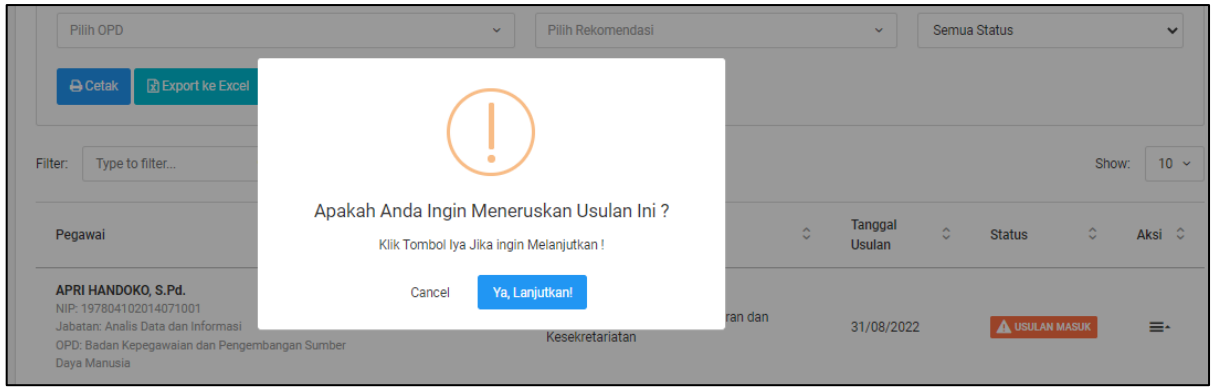 Pilih OPD
Pilih Rekomendasi
Semua Status
Cetak
Export ke Excel
Filter:
Type to filter...
Show:
10
Apakah Anda Ingin Meneruskan Usulan Ini ?
Klik Tombol Iya Jika ingin Melanjutkan !
Cancel
Ya, Lanjutkan!
Pegawai
Tanggal
Usulan
Status
Aksi
APRI HANDOKO, S.Pd.
NIP: 197804102014071001
Jabatan: Analis Data dan Informasi
OPD: Badan Kepegawaian dan Pengembangan Sumber
Daya Manusia
ran dan
Kesekretariatan
31/08/2022
USULAN MASUK